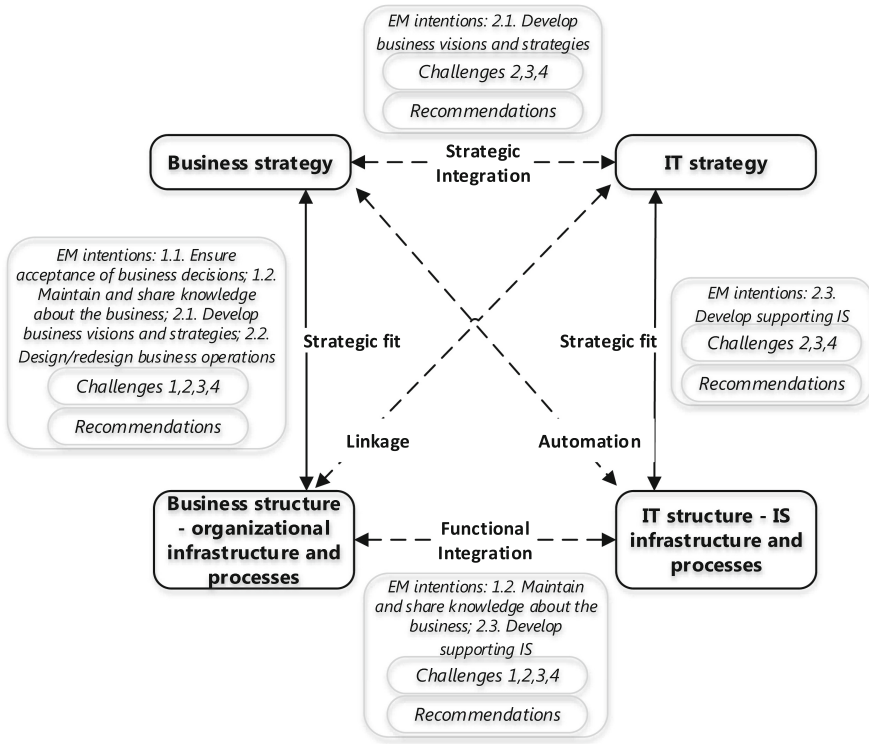 EM intentions: 2.1. Develop
business visions and strategies
Challenges 2,3,4
Recommendations
Business strategy
Strategic
Integration
IT strategy
EM intentions: 1.1. Ensure
acceptance of business decisions; 1.2.
Maintain and share knowledge
about the business; 2.1. Develop
business visions and strategies; 2.2.
Design/redesign business operations
Challenges 1,2,3,4
Recommendations
Strategic fit
Strategic fit
EM intentions: 2.3.
Develop supporting IS
Challenges 2,3,4
Recommendations
Linkage
Automation
Business structure
- organizational
infrastructure and
processes
Functional
Integration
IT structure - IS
infrastructure and
processes
EM intentions: 1.2. Maintain
and share knowledge about the
business; 2.3. Develop
supporting IS
Challenges 1,2,3,4
Recommendations